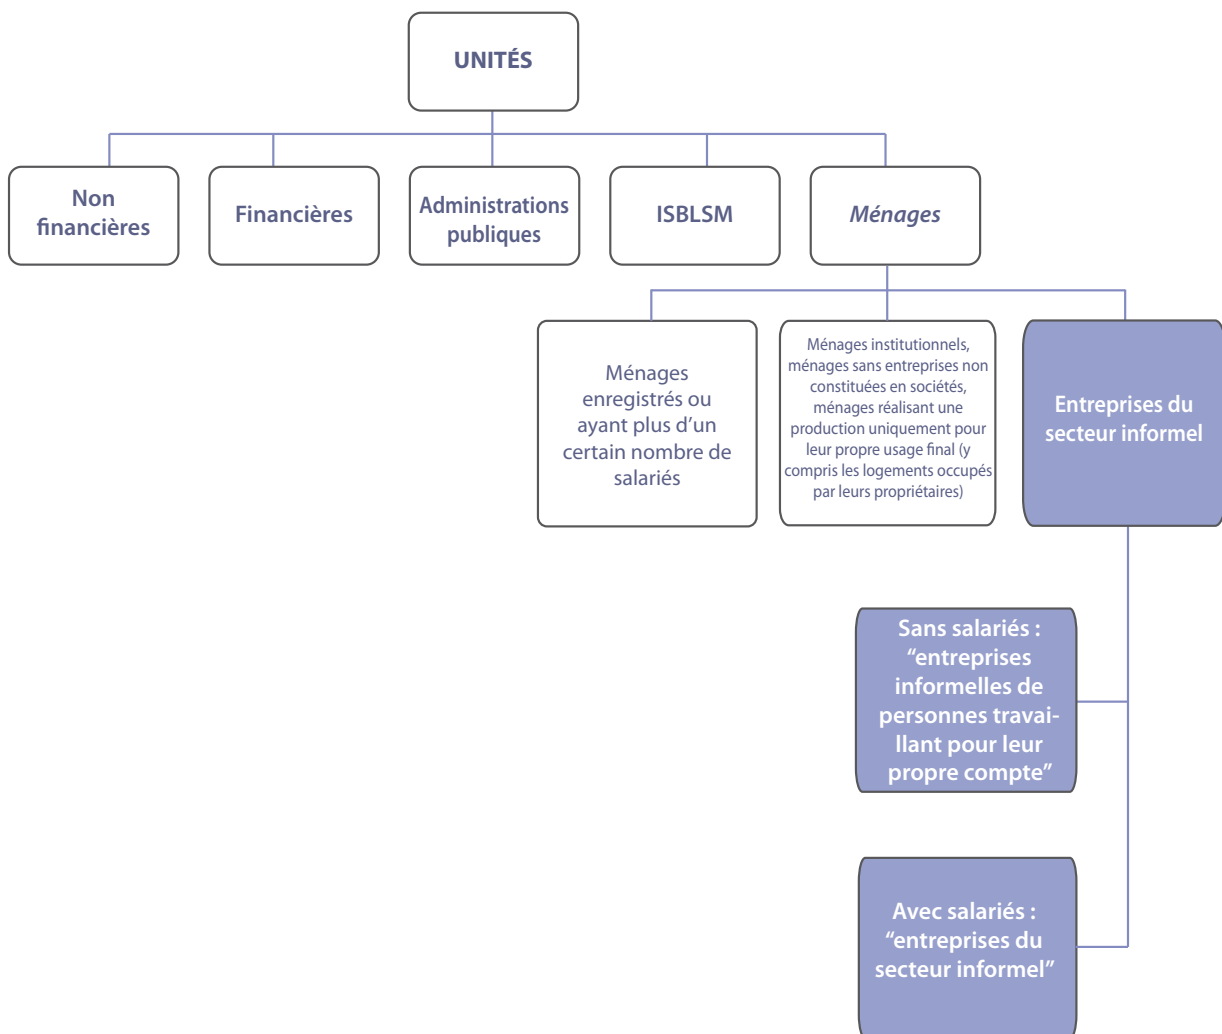 UNITÉS
Non
financières
Financières
Administrations
publiques
ISBLSM
Ménages
Ménages
enregistrés ou
ayant plus d’un
certain nombre de
salariés
Ménages institutionnels,
ménages sans entreprises non
constituées en sociétés,
ménages réalisant une
production uniquement pour
leur propre usage final (y
compris les logements occupés
par leurs propriétaires)
Entreprises du
secteur informel
Sans salariés :
“entreprises
informelles de
personnes travai-
llant pour leur
propre compte”
Avec salariés :
“entreprises du
secteur informel”